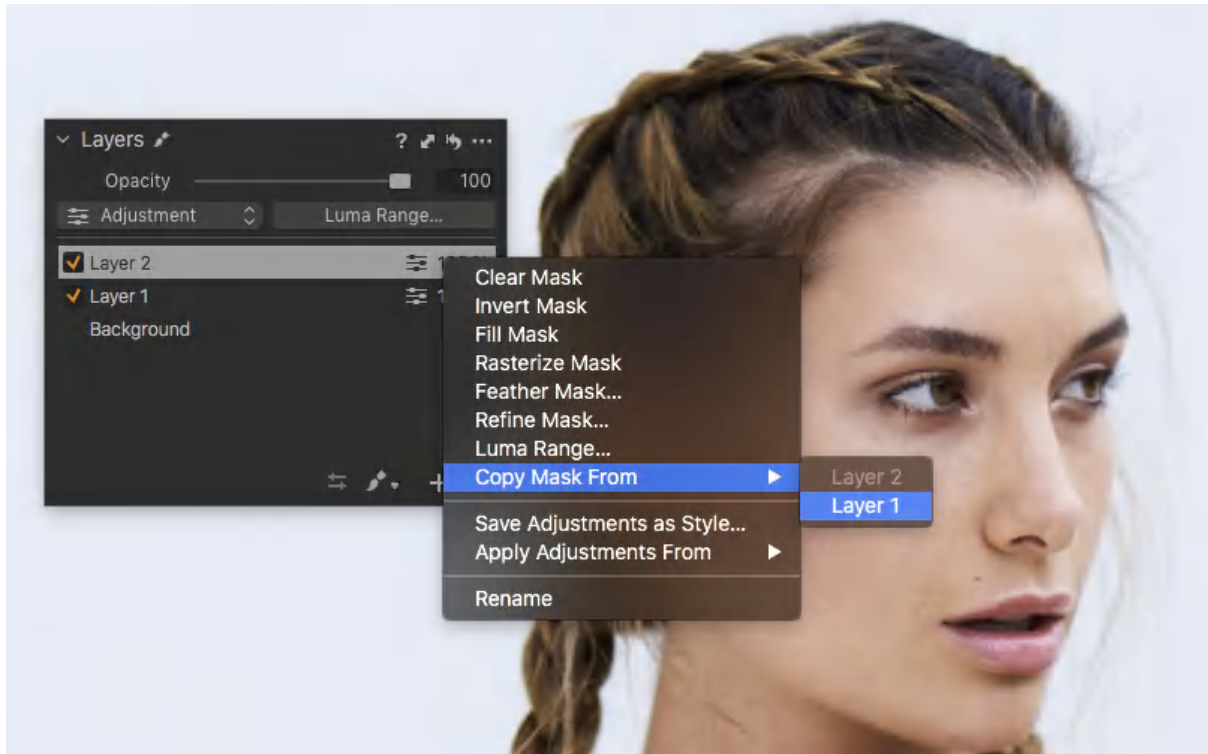 Layers
Opacity 100
Adjustment Luma Range...
Layer 2
Layer 1
Background
Clear Mask
Invert Mask
Fill Mask
Rasterize Mask
Feather Mask...
Refine Mask...
Luma Range...
Copy Mask From
Layer 2
Layer 1
Save Adjustments as Style...
Apply Adjustments From
Rename